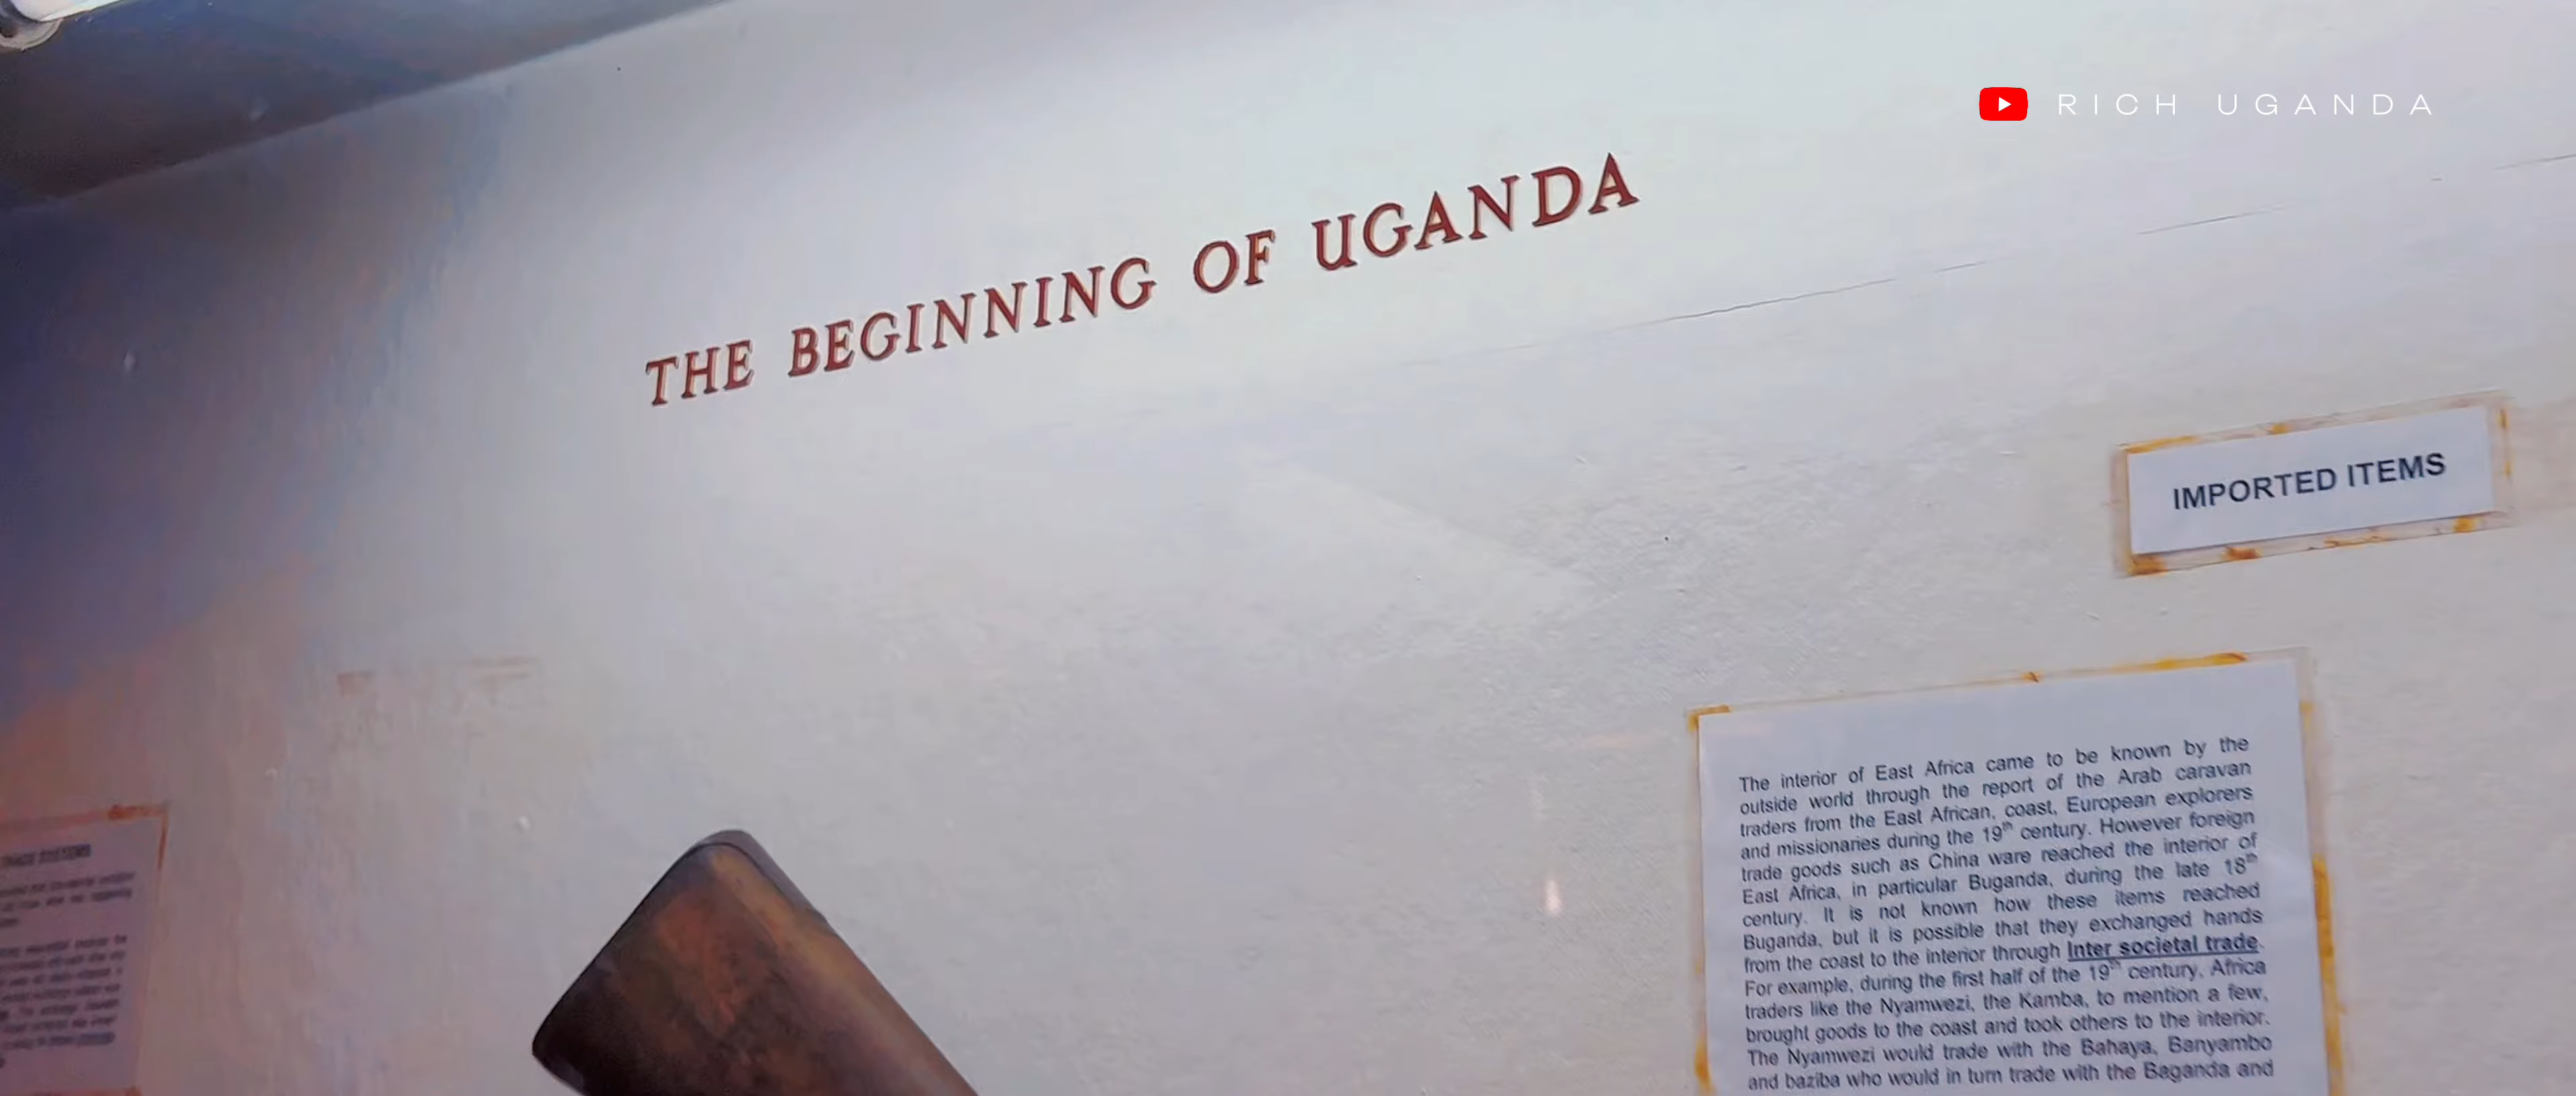 RICH UGANDA
THE BEGINNING OF UGANDA
IMPORTED ITEMS
The interior of East Africa came to be known by the
outside world through the report of the Arab caravan
traders from the East African, coast, European explorers
and missionaries during the 19th century. However foreign
trade goods such as China ware reached the interior of
East Africa, in particular Buganda, during the late 18th
century. It is not known how these items reached
Buganda, but it is possible that they exchanged hands
from the coast to the interior through Inter societal trade.
For example, during the first half of the 19th century, Africa
traders like the Nyamwezi, the Kamba, to mention a few,
brought goods to the coast and took others to the interior.
The Nyamwezi would trade with the Bahaya, Banyambo
and baziba who would in turn trade with the Baganda and